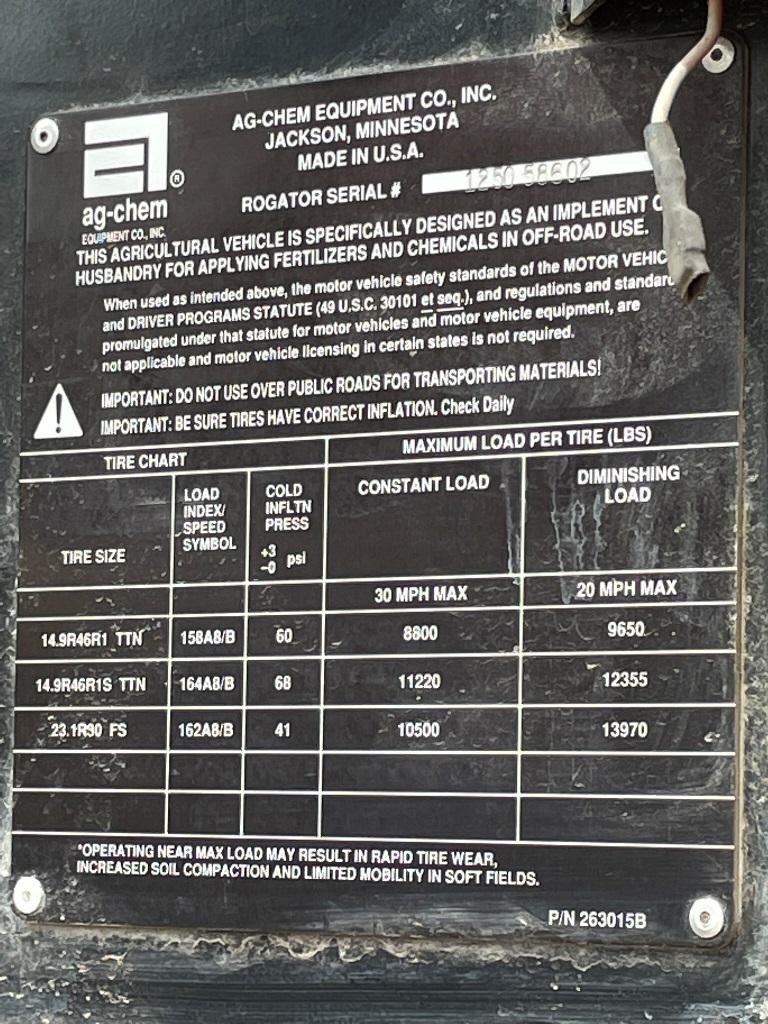 AG-CHEM EQUIPMENT CO., INC.
JACKSON, MINNESOTA
MADE IN U.S.A.
ROGATOR SERIAL # 1250 58602
ag-chem ®
EQUIPMENT CO., INC.
THIS AGRICULTURAL VEHICLE IS SPECIFICALLY DESIGNED AS AN IMPLEMENT
HUSBANDRY FOR APPLYING FERTILIZERS AND CHEMICALS IN OFF-ROAD USE.
When used as intended above, the motor vehicle safety standards of the MOTOR VEHIC
and DRIVER PROGRAMS STATUTE (49 U.S.C. 30101 et seq.), and regulations and standar
promulgated under that statute for motor vehicles and motor vehicle equipment, are
not applicable and motor vehicle licensing in certain states is not required.
IMPORTANT: DO NOT USE OVER PUBLIC ROADS FOR TRANSPORTING MATERIALS!
IMPORTANT: BE SURE TIRES HAVE CORRECT INFLATION. Check Daily
TIRE CHART MAXIMUM LOAD PER TIRE (LBS)
TIRE SIZE
LOAD
INDEX/
SPEED
SYMBOL
COLD
INFLTN
PRESS
+3
-0 psi
CONSTANT LOAD
DIMINISHING
LOAD
30 MPH MAX 20 MPH MAX
14.9R46R1 TTN 158A8/B 60 8800 9650
14.9R46R1S TTN 164A8/B 68 11220 12355
23.1R30 FS 162A8/B 41 10500 13970
*OPERATING NEAR MAX LOAD MAY RESULT IN RAPID TIRE WEAR,
INCREASED SOIL COMPACTION AND LIMITED MOBILITY IN SOFT FIELDS.
P/N 263015B